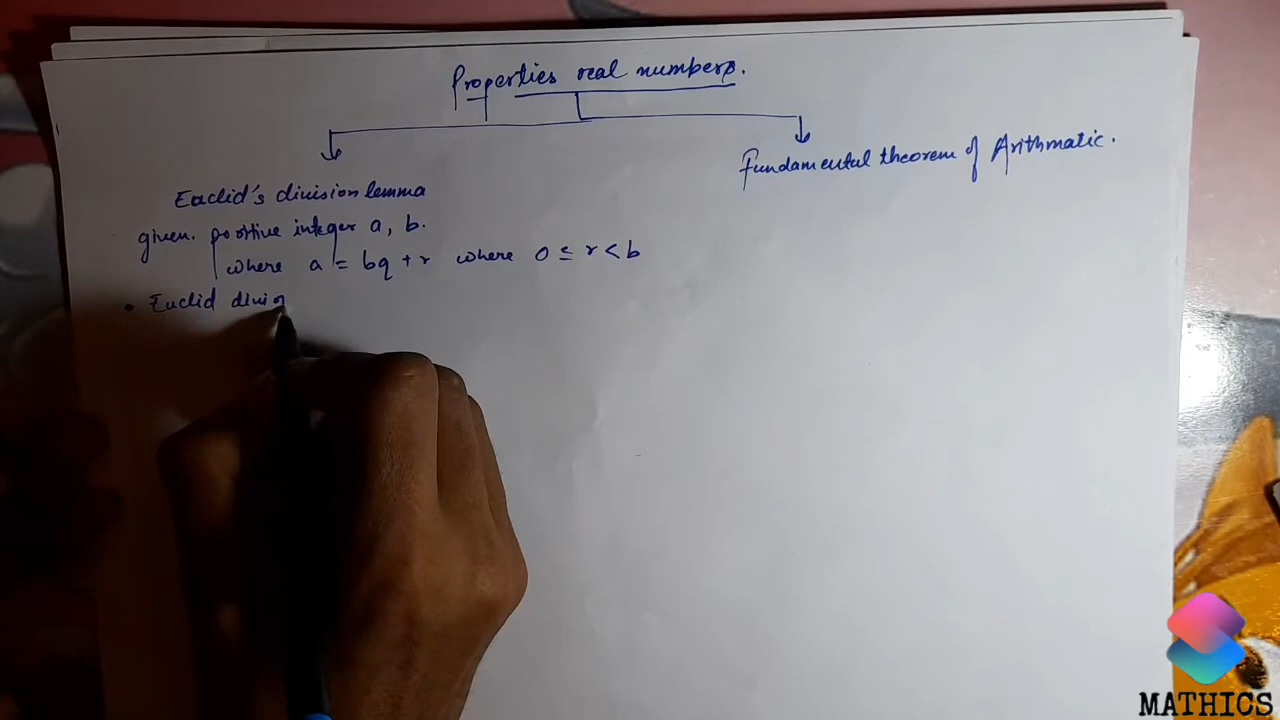 Properties real numbers.
Euclid's division lemma
given. positive integer a, b.
where a = bq + r where 0 ≤ r < b
• Euclid divis
Fundamental theorem of Arithmatic.
MATHICS